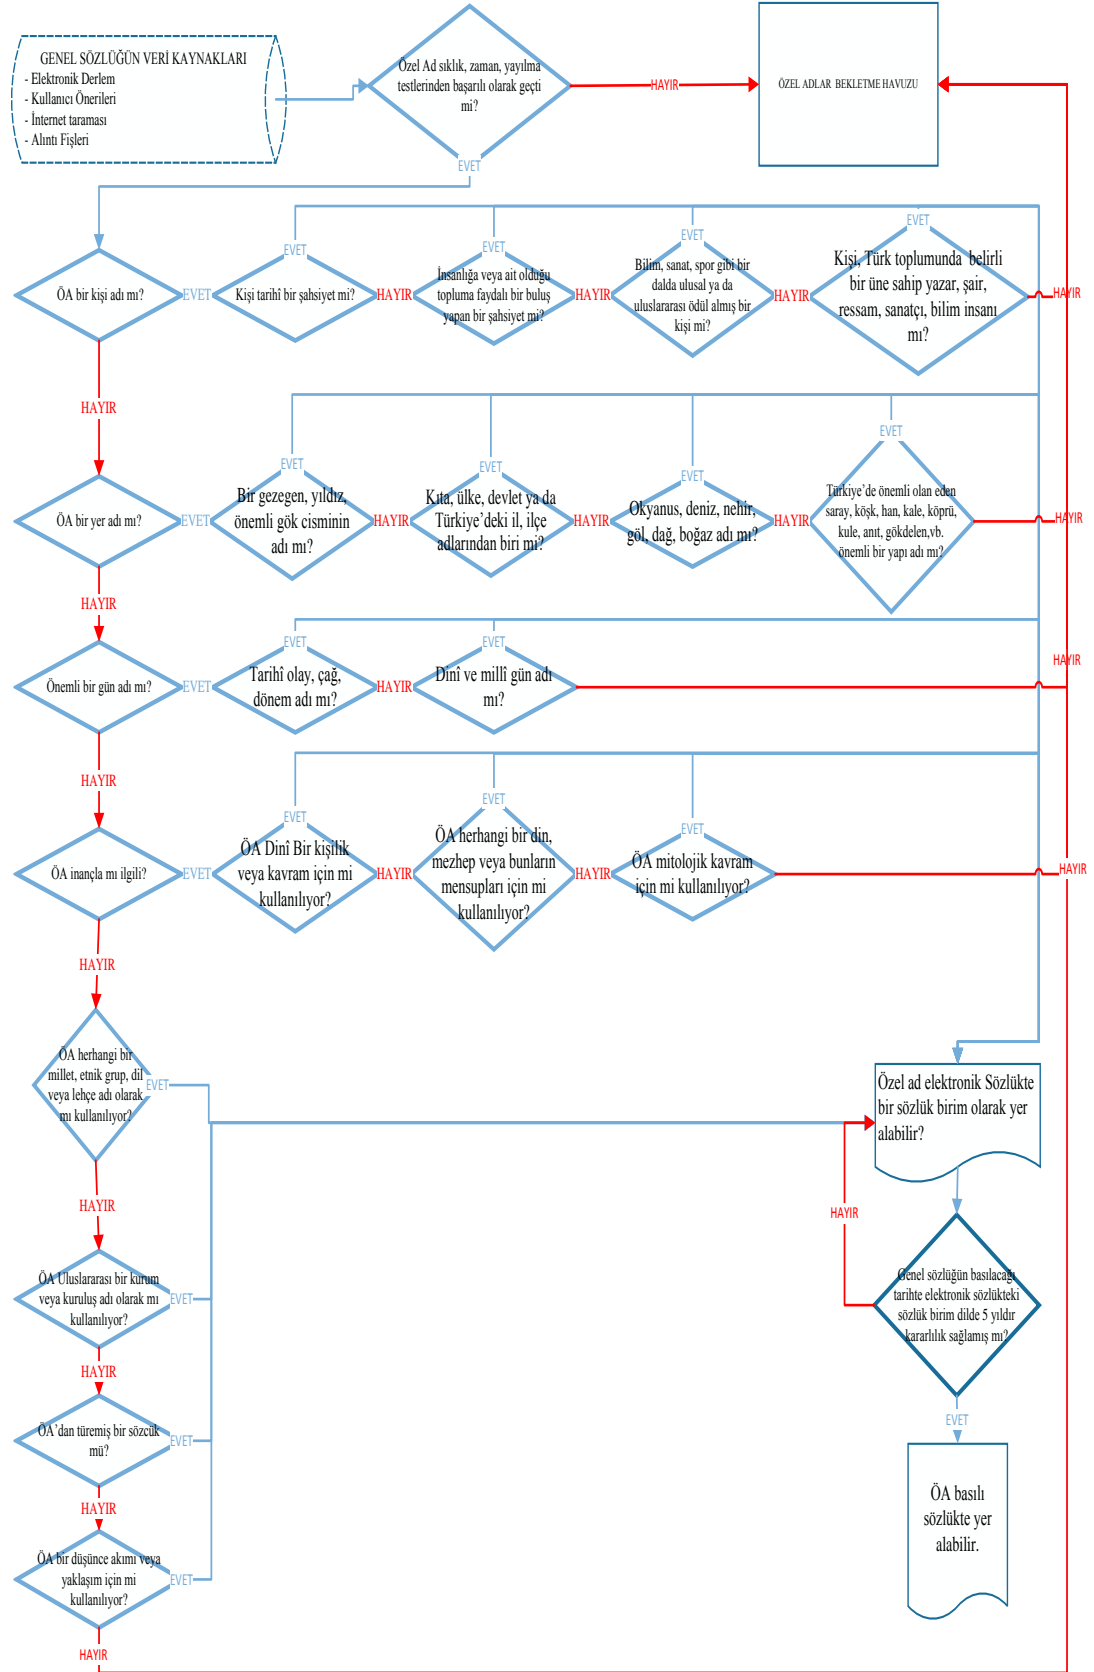 GENEL SÖZLÜĞÜN VERİ KAYNAKLARI
- Elektronik Derlem
- Kullanıcı Önerileri
- İnternet taraması
- Alıntı Fişleri
Özel Ad sıklık, zaman, yayılma
testlerinden başarılı olarak geçti
mi?
HAYIR
ÖZEL ADLAR BEKLETME HAVUZU
EVET
ÖA bir kişi adı mı?
EVET
EVET
Kişi tarihî bir şahsiyet mi?
HAYIR
EVET
İnsanlığa veya ait olduğu
topluma faydalı bir buluş
yapan bir şahsiyet mi?
HAYIR
EVET
Bilim, sanat, spor gibi bir
dalda ulusal ya da
uluslararası ödül almış bir
kişi mi?
HAYIR
EVET
Kişi, Türk toplumunda belirli
bir üne sahip yazar, şair,
ressam, sanatçı, bilim insanı
mı?
HAYIR
HAYIR
ÖA bir yer adı mı?
EVET
EVET
Bir gezegen, yıldız,
önemli gök cisminin
adı mı?
HAYIR
EVET
Kıta, ülke, devlet ya da
Türkiye'deki il, ilçe
adlarından biri mi?
HAYIR
EVET
Okyanus, deniz, nehir,
göl, dağ, boğaz adı mı?
HAYIR
EVET
Türkiye'de önemli olan eden
saray, köşk, han, kale, köprü,
kule, anıt, gökdelen,vb.
önemli bir yapı adı mı?
HAYIR
HAYIR
Önemli bir gün adı mı?
EVET
EVET
Tarihî olay, çağ,
dönem adı mı?
HAYIR
EVET
Dinî ve millî gün adı
mı?
HAYIR
HAYIR
ÖA inançla mı ilgili?
EVET
EVET
ÖA Dinî Bir kişilik
veya kavram için mi
kullanılıyor?
HAYIR
EVET
ÖA herhangi bir din,
mezhep veya bunların
mensupları için mi
kullanılıyor?
HAYIR
EVET
ÖA mitolojik kavram
için mi kullanılıyor?
HAYIR
HAYIR
ÖA herhangi bir
millet, etnik grup, dil
veya lehçe adı olarak
mı kullanılıyor?
EVET
Özel ad elektronik Sözlükte
bir sözlük birim olarak yer
alabilir?
HAYIR
HAYIR
ÖA Uluslararası bir kurum
veya kuruluş adı olarak mı
kullanılıyor?
EVET
Genel sözlüğün basılacağı
tarihte elektronik sözlükteki
sözlük birim dilde 5 yıldır
kararlılık sağlamış mı?
HAYIR
EVET
ÖA'dan türemiş bir sözcük
mü?
EVET
ÖA basılı
sözlükte yer
alabilir.
HAYIR
ÖA bir düşünce akımı veya
yaklaşım için mi
kullanılıyor?
EVET
HAYIR